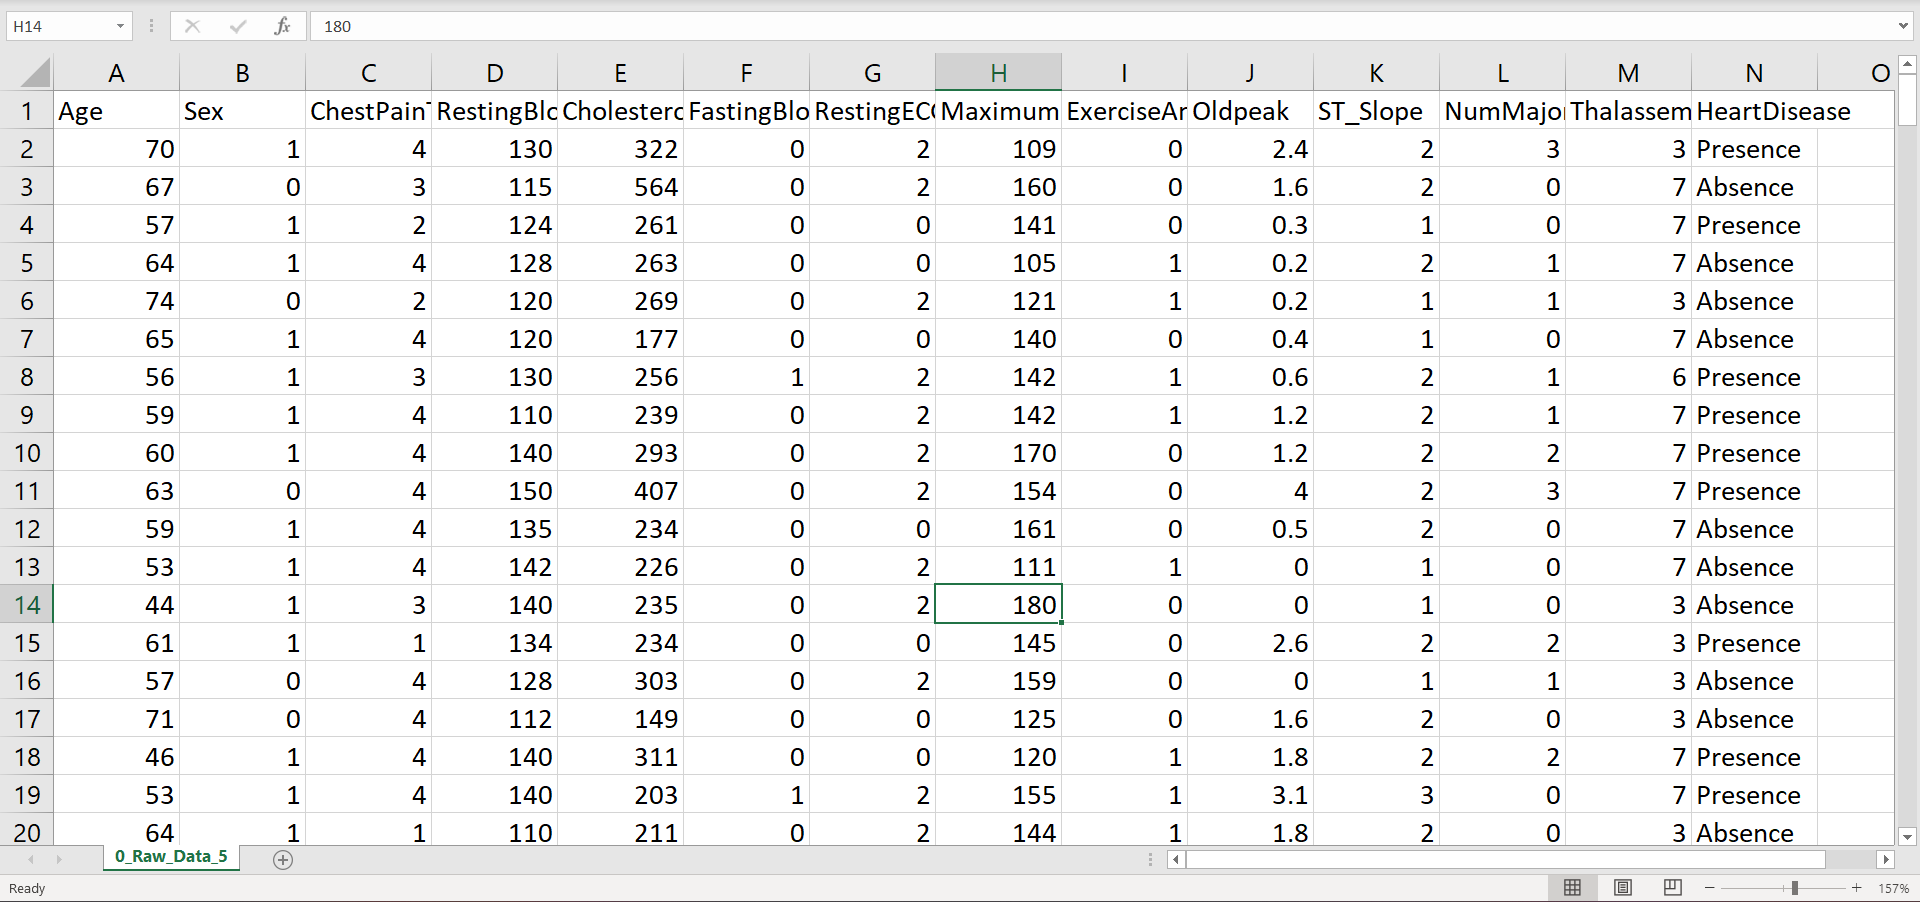 H14 fx 180
A B C D E F G H I J K L M N O
1 Age Sex ChestPainT RestingBlo Cholesterc FastingBlo RestingECG Maximum ExerciseAr Oldpeak ST_Slope NumMajor Thalassem HeartDisease
2 70 1 4 130 322 0 2 109 0 2.4 2 3 3 Presence
3 67 0 3 115 564 0 2 160 0 1.6 2 0 7 Absence
4 57 1 2 124 261 0 0 141 0 0.3 1 0 7 Presence
5 64 1 4 128 263 0 0 105 1 0.2 2 1 7 Absence
6 74 0 2 120 269 0 2 121 1 0.2 1 1 3 Absence
7 65 1 4 120 177 0 0 140 0 0.4 1 0 7 Absence
8 56 1 3 130 256 1 2 142 1 0.6 2 1 6 Presence
9 59 1 4 110 239 0 2 142 1 1.2 2 1 7 Presence
10 60 1 4 140 293 0 2 170 0 1.2 2 2 7 Presence
11 63 0 4 150 407 0 2 154 0 4 2 3 7 Presence
12 59 1 4 135 234 0 0 161 0 0.5 2 0 7 Absence
13 53 1 4 142 226 0 2 111 1 0 1 0 7 Absence
14 44 1 3 140 235 0 2 180 0 0 1 0 3 Absence
15 61 1 1 134 234 0 0 145 0 2.6 2 2 3 Presence
16 57 0 4 128 303 0 2 159 0 0 1 1 3 Absence
17 71 0 4 112 149 0 0 125 0 1.6 2 0 3 Absence
18 46 1 4 140 311 0 0 120 1 1.8 2 2 7 Presence
19 53 1 4 140 203 1 2 155 1 3.1 3 0 7 Presence
20 64 1 1 110 211 0 2 144 1 1.8 2 0 3 Absence
0_Raw_Data_5
Ready 157%